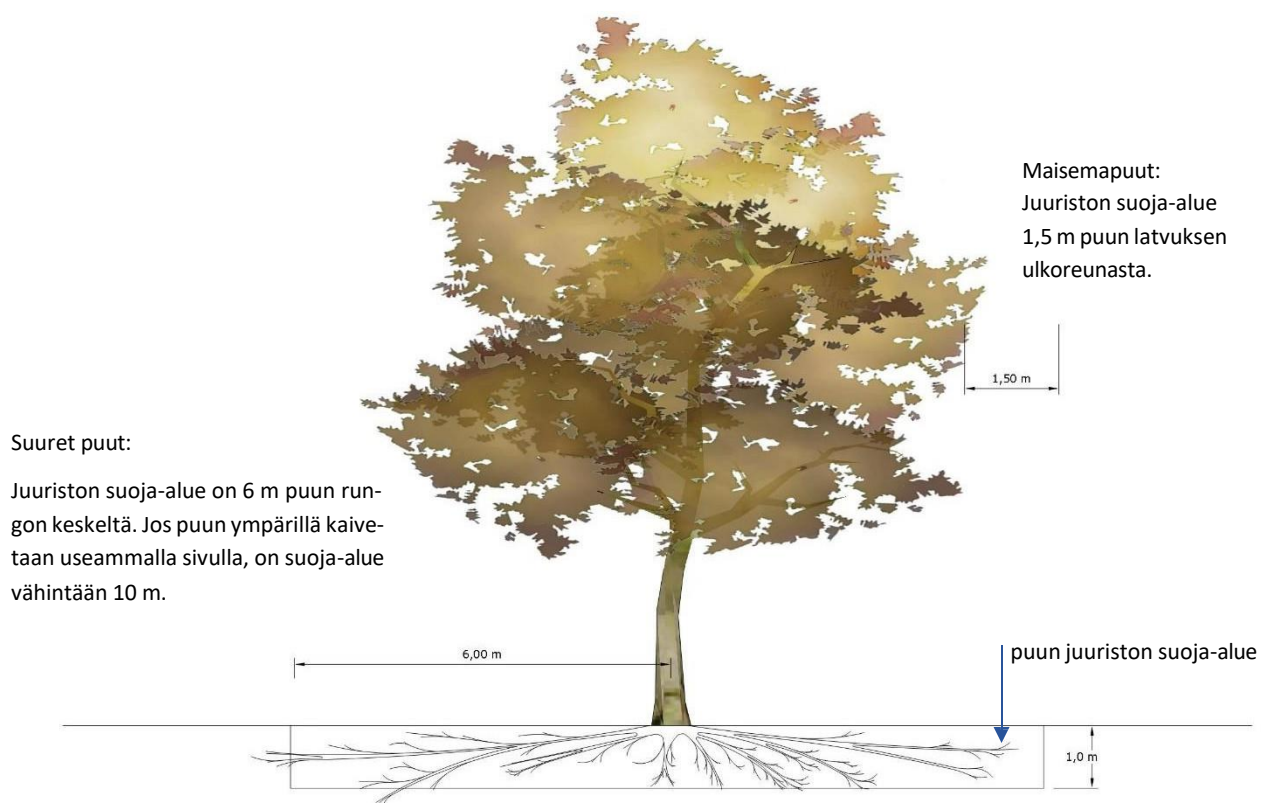 Maisemapuut:
Juuriston suoja-alue
1,5 m puun latvuksen
ulkoreunasta.
1,50 m
Suuret puut:
Juuriston suoja-alue on 6 m puun run-
gon keskeltä. Jos puun ympärillä kaive-
taan useammalla sivulla, on suoja-alue
vähintään 10 m.
6,00 m
puun juuriston suoja-alue
1,0 m